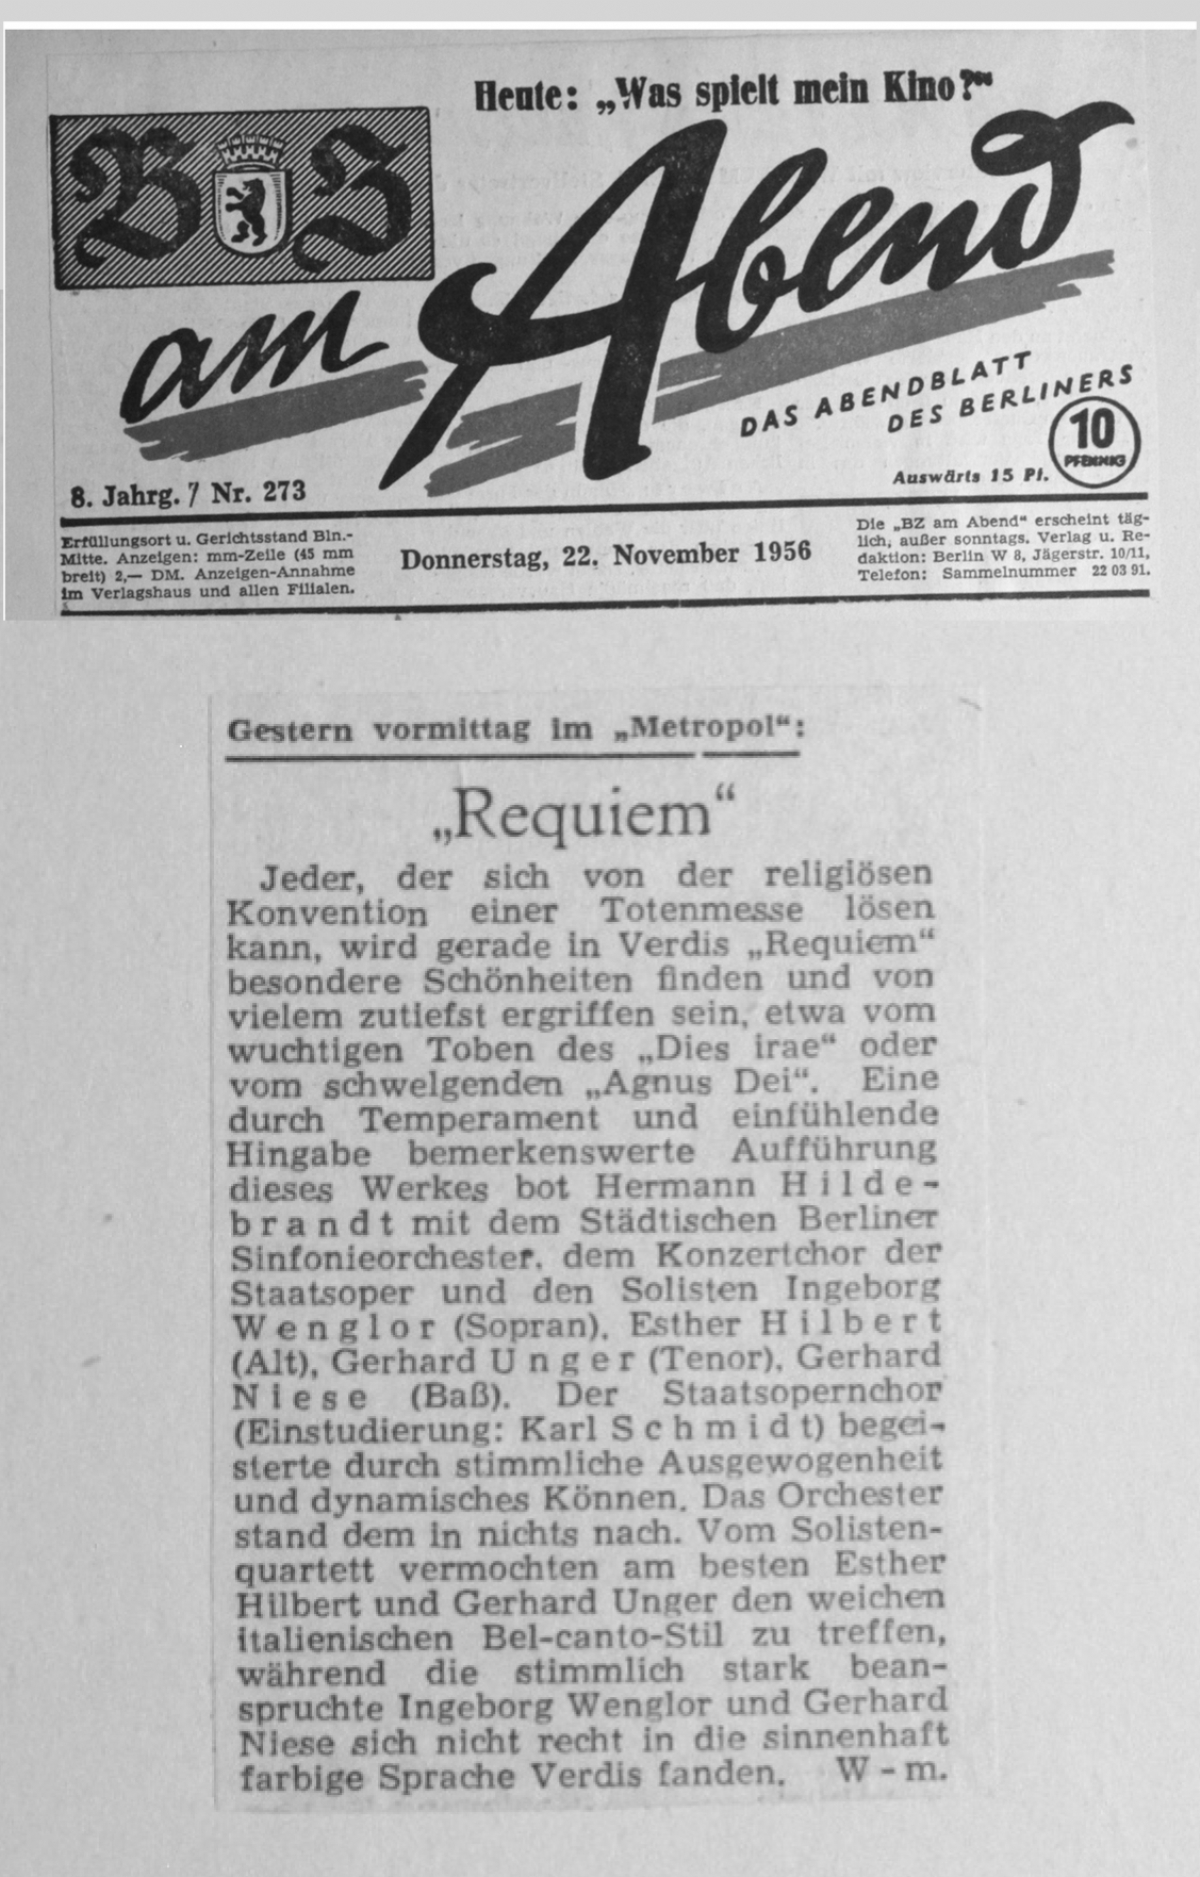 Heute: „Was spielt mein Kino?“
BZ
am Abend
DAS ABENDBLATT
DES BERLINERS
10
PFENNIG
Auswärts 15 Pf.
8. Jahrg. / Nr. 273
Erfüllungsort u. Gerichtsstand Bln.-
Mitte. Anzeigen: mm-Zeile (45 mm
breit) 2,— DM. Anzeigen-Annahme
im Verlagshaus und allen Filialen.
Donnerstag, 22. November 1956
Die „BZ am Abend“ erscheint täg-
lich, außer sonntags. Verlag u. Re-
daktion: Berlin W 8, Jägerstr. 10/11,
Telefon: Sammelnummer 22 03 91.
Gestern vormittag im „Metropol“:
„Requiem“
Jeder, der sich von der religiösen
Konvention einer Totenmesse lösen
kann, wird gerade in Verdis „Requiem“
besondere Schönheiten finden und von
vielem zutiefst ergriffen sein, etwa vom
wuchtigen Toben des „Dies irae“ oder
vom schwelgenden „Agnus Dei“. Eine
durch Temperament und einfühlende
Hingabe bemerkenswerte Aufführung
dieses Werkes bot Hermann Hilde-
brandt mit dem Städtischen Berliner
Sinfonieorchester, dem Konzertchor der
Staatsoper und den Solisten Ingeborg
Wenglor (Sopran), Esther Hilbert
(Alt), Gerhard Unger (Tenor), Gerhard
Niese (Baß). Der Staatsopernchor
(Einstudierung: Karl Schmidt) begei-
sterte durch stimmliche Ausgewogenheit
und dynamisches Können. Das Orchester
stand dem in nichts nach. Vom Solisten-
quartett vermochten am besten Esther
Hilbert und Gerhard Unger den weichen
italienischen Bel-canto-Stil zu treffen,
während die stimmlich stark bean-
spruchte Ingeborg Wenglor und Gerhard
Niese sich nicht recht in die sinnenhaft
farbige Sprache Verdis fanden. W-m.